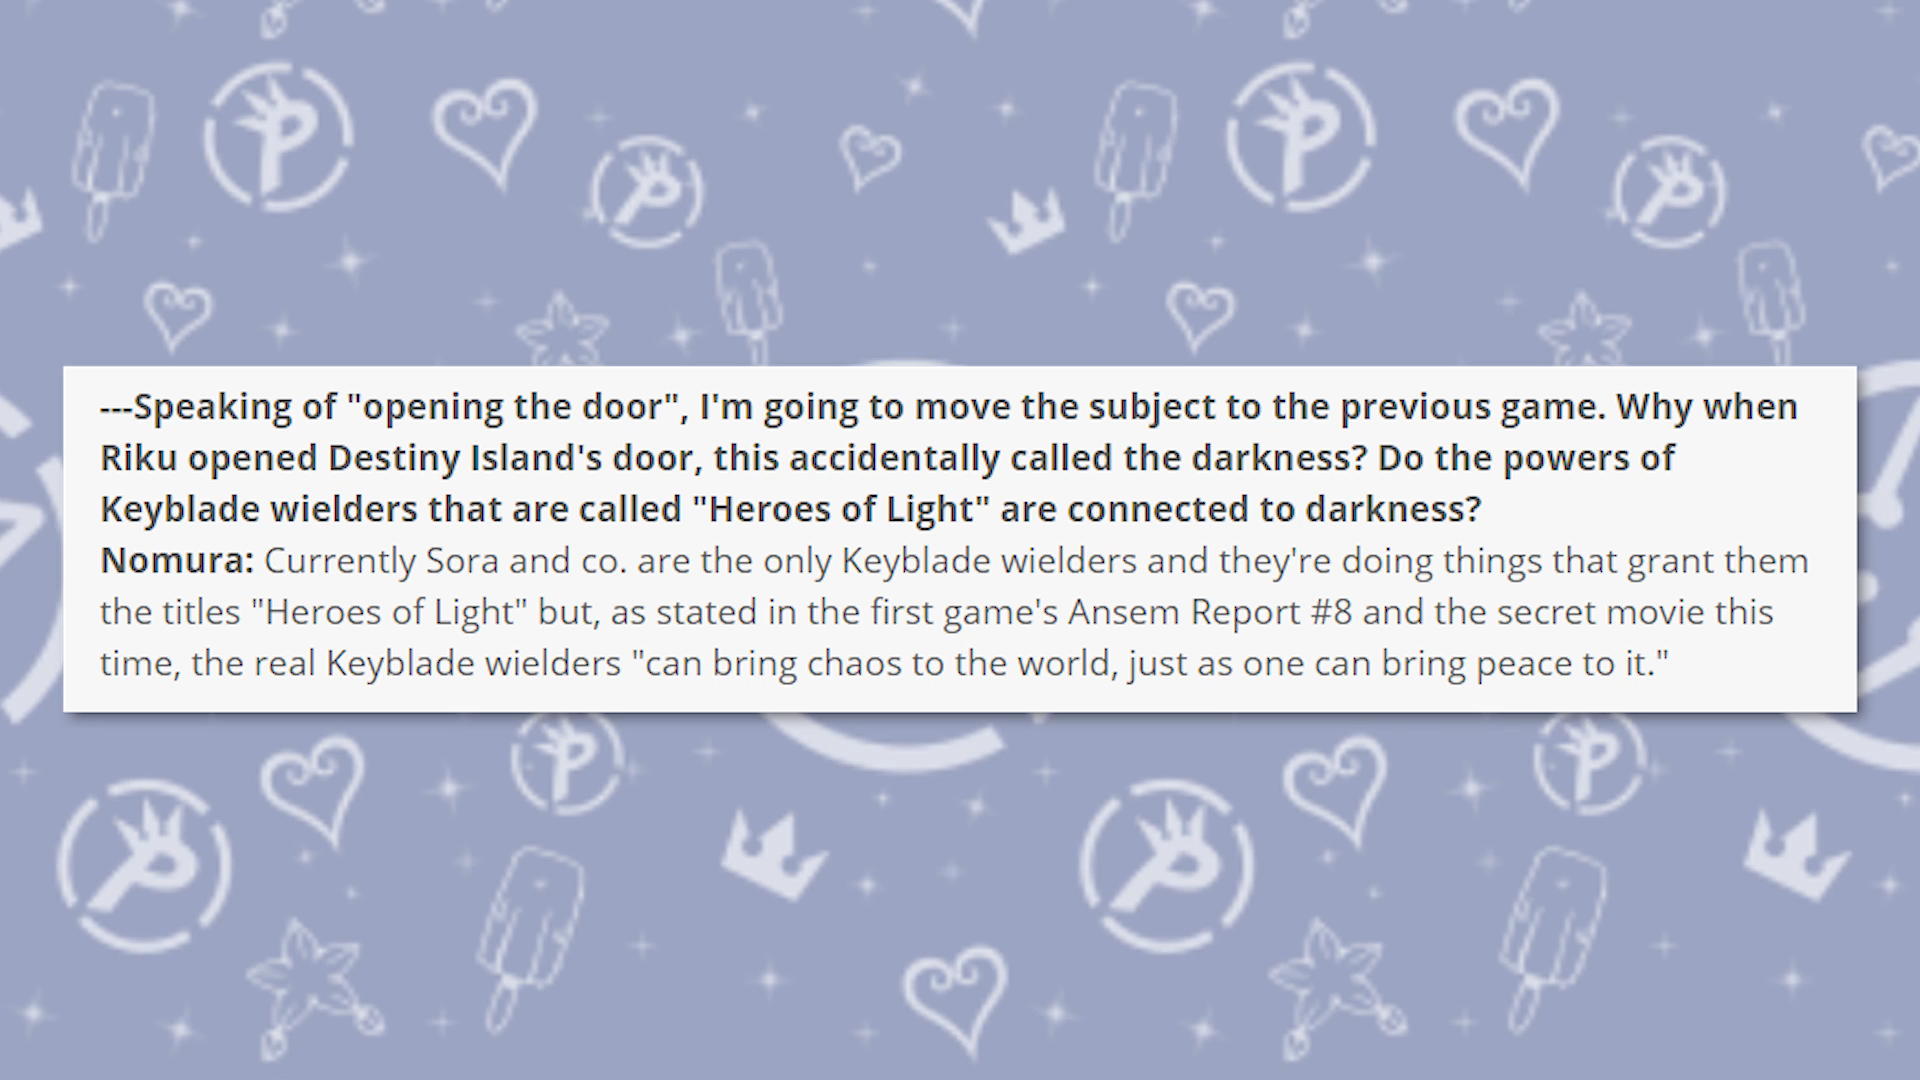 ---Speaking of "opening the door", I'm going to move the subject to the previous game. Why when
Riku opened Destiny Island's door, this accidentally called the darkness? Do the powers of
Keyblade wielders that are called "Heroes of Light" are connected to darkness?
Nomura: Currently Sora and co. are the only Keyblade wielders and they're doing things that grant them
the titles "Heroes of Light" but, as stated in the first game's Ansem Report #8 and the secret movie this
time, the real Keyblade wielders "can bring chaos to the world, just as one can bring peace to it."